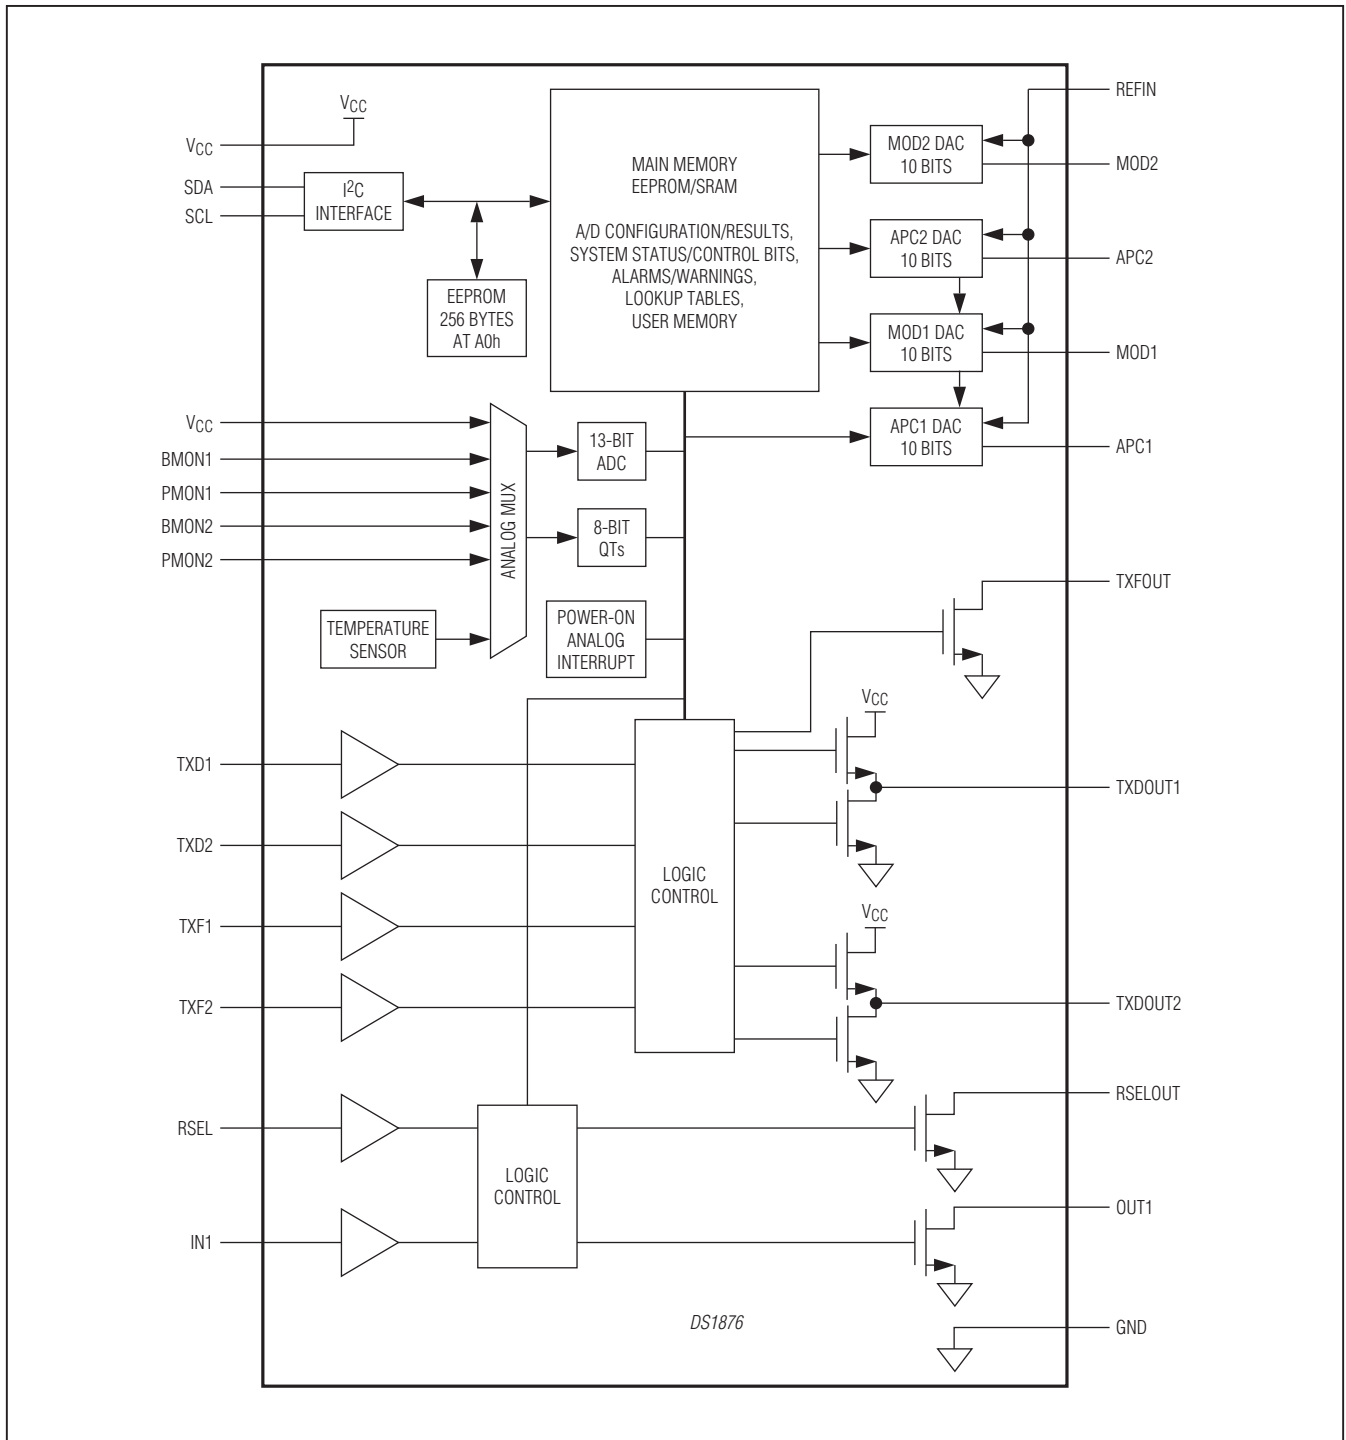 REFIN
VCC
VCC
MOD2 DAC
10 BITS
MOD2
MAIN MEMORY
EEPROM/SRAM
A/D CONFIGURATION/RESULTS,
SYSTEM STATUS/CONTROL BITS,
ALARMS/WARNINGS,
LOOKUP TABLES,
USER MEMORY
SDA
SCL
I2C
INTERFACE
EEPROM
256 BYTES
AT A0h
APC2 DAC
10 BITS
APC2
MOD1 DAC
10 BITS
MOD1
APC1 DAC
10 BITS
APC1
VCC
BMON1
PMON1
BMON2
PMON2
ANALOG MUX
13-BIT
ADC
8-BIT
QTs
TEMPERATURE
SENSOR
POWER-ON
ANALOG
INTERRUPT
TXFOUT
VCC
TXD1
TXDOUT1
TXD2
LOGIC
CONTROL
TXF1
VCC
TXF2
TXDOUT2
RSELOUT
RSEL
LOGIC
CONTROL
OUT1
IN1
DS1876
GND